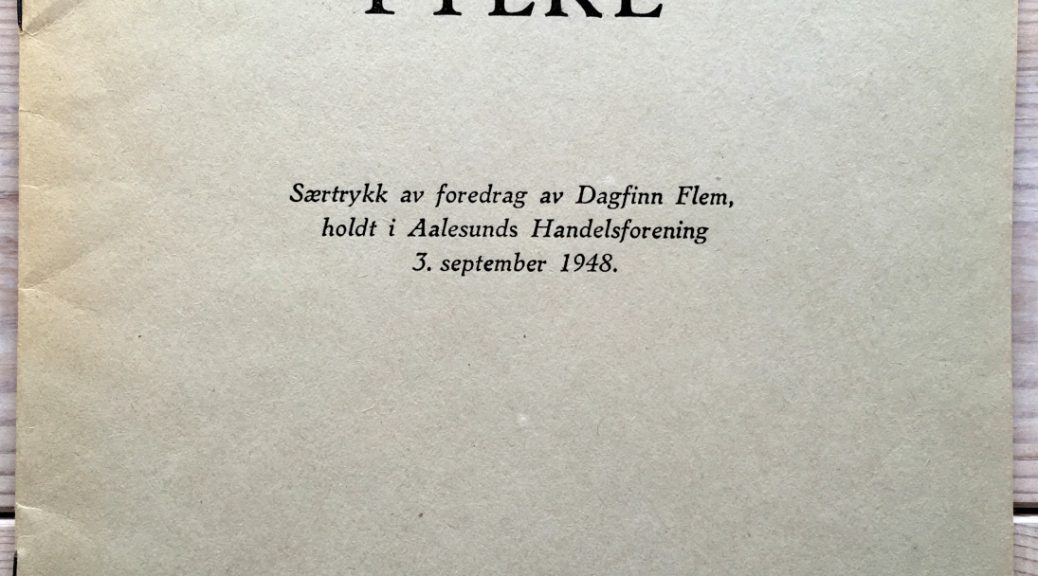 Særtrykk av foredrag av Dagfinn Flem,
holdt i Aalesunds Handelsforening
3. september 1948.